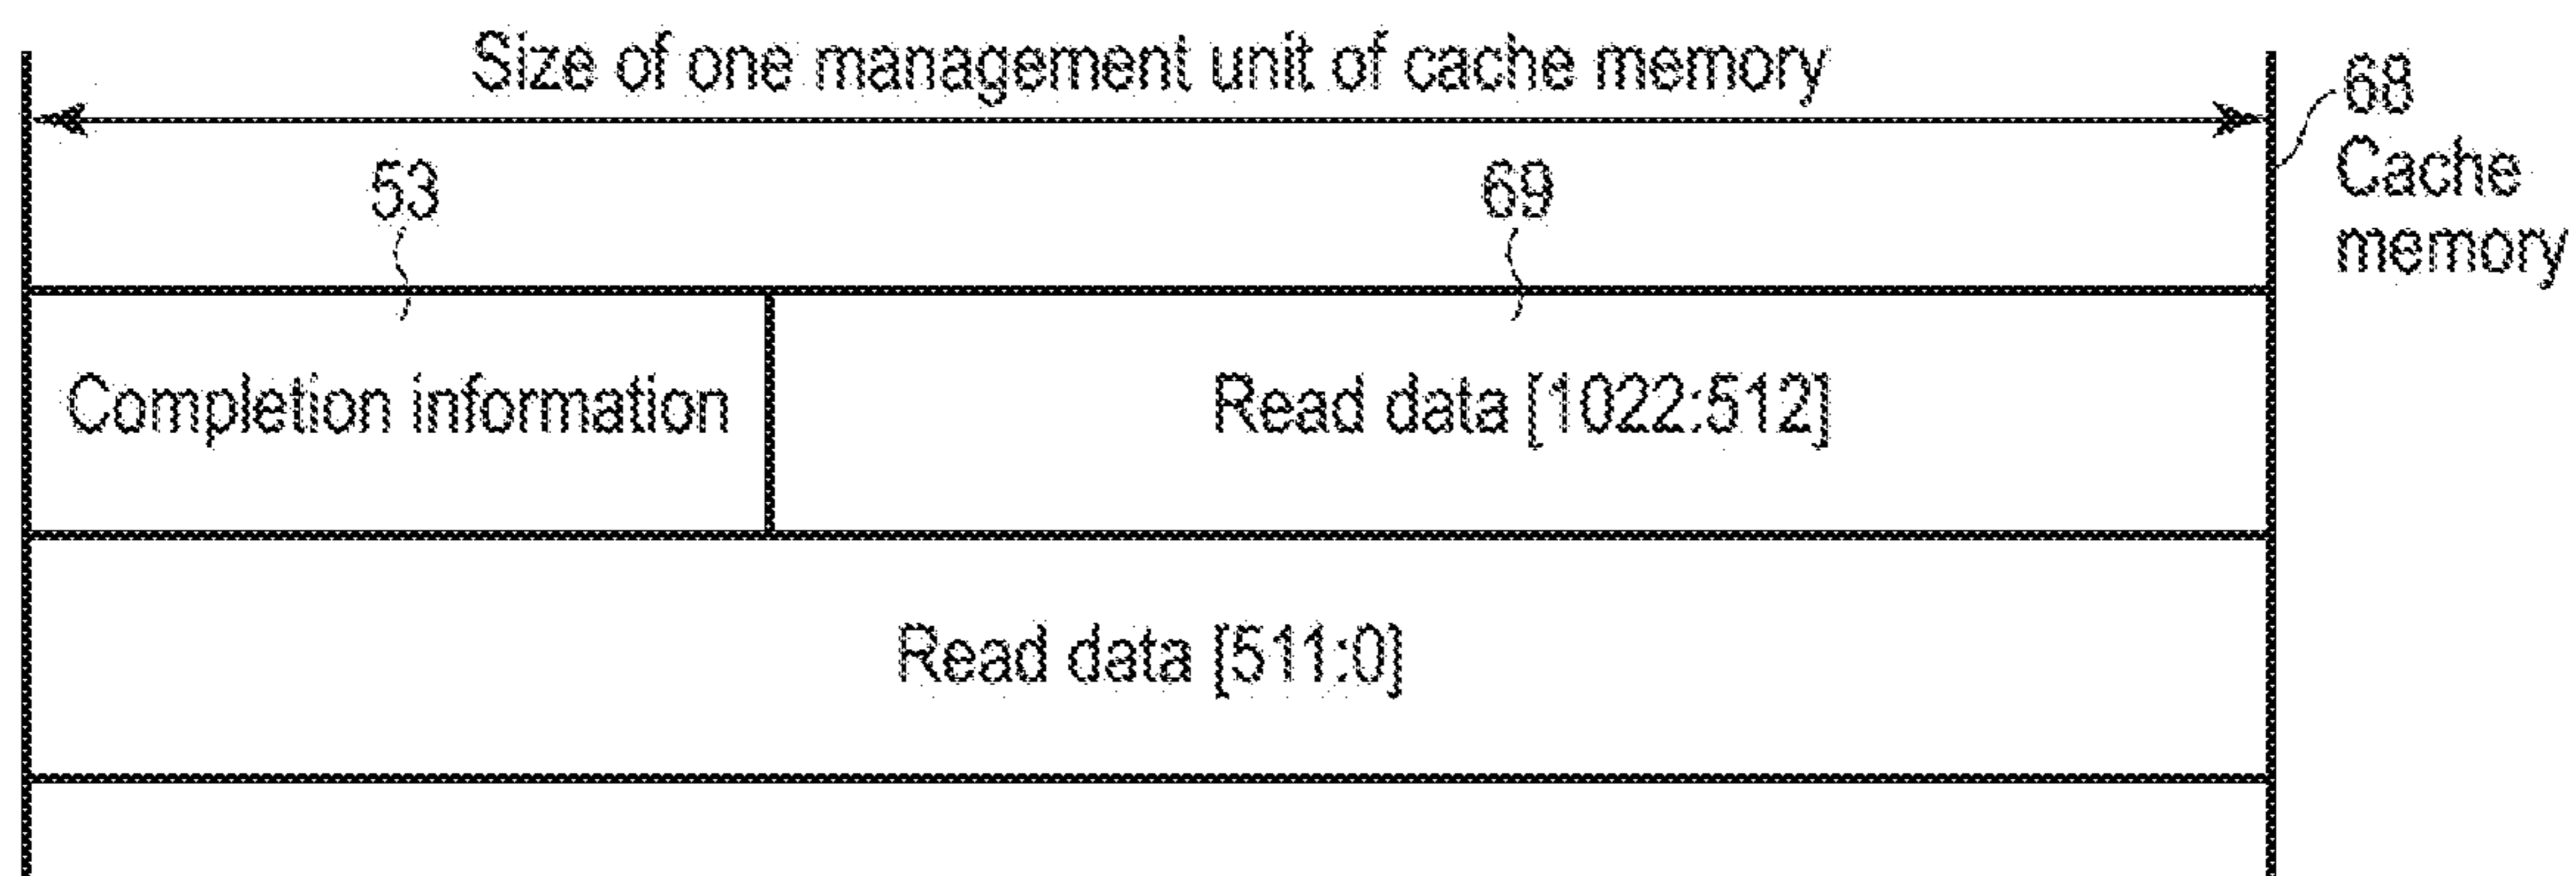 Size of one management unit of cache memory
68
Cache
memory
53
69
Completion information
Read data [1022:512]
Read data [511:0]